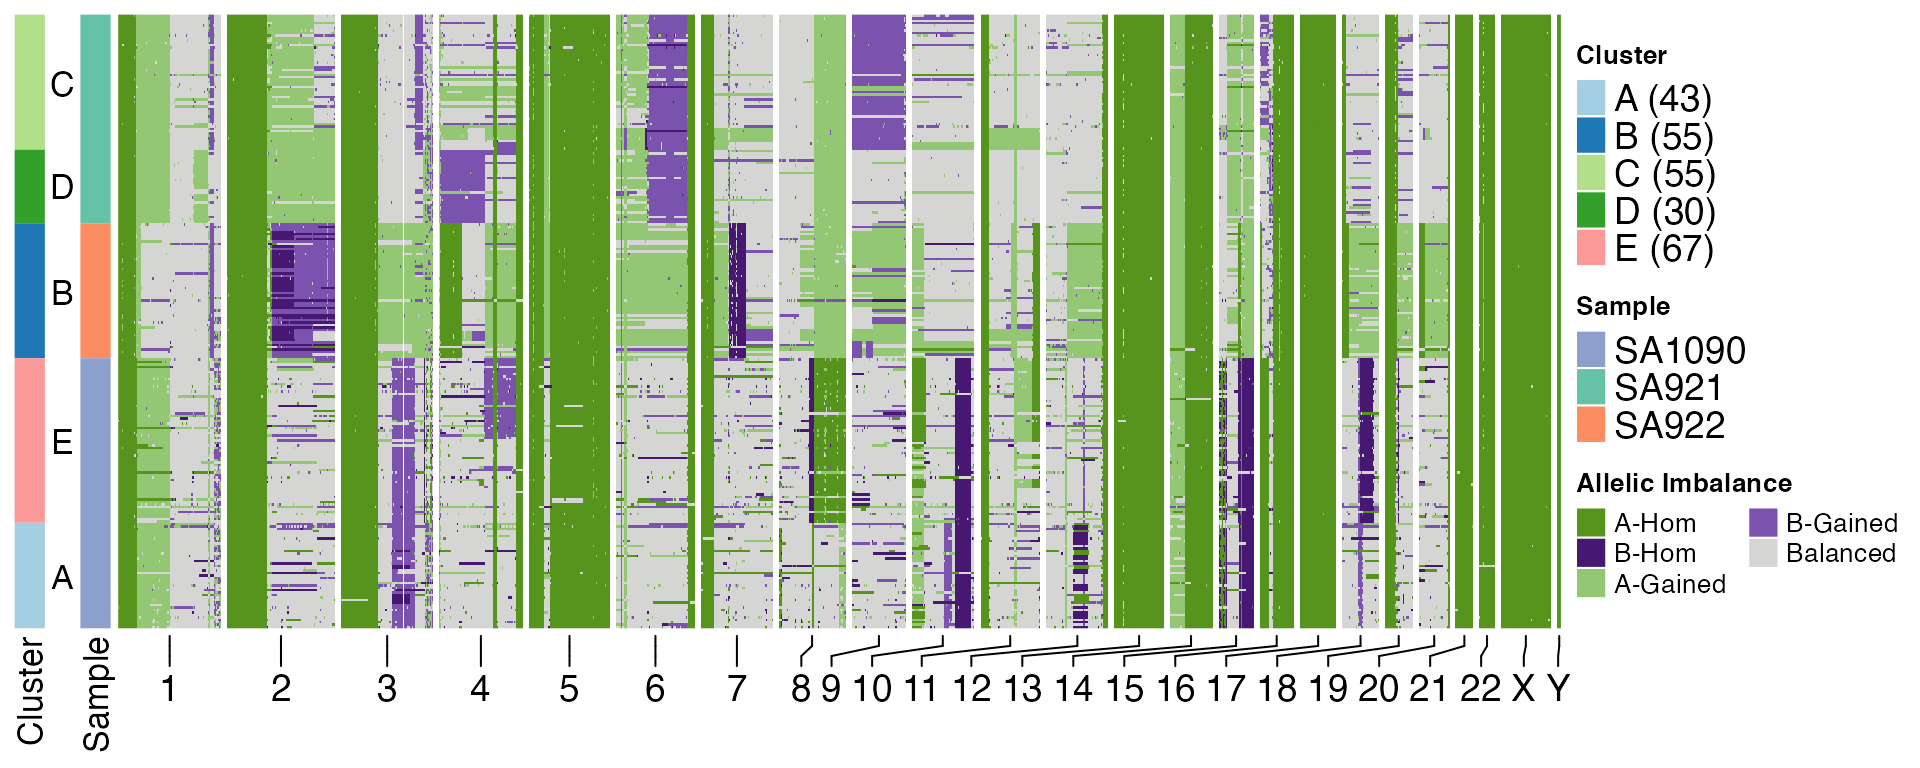 C
D
B
E
A
Cluster
Sample
1 2 3 4 5 6 7 8 9 10 11 12 13 14 15 16 17 18 19 20 21 22 X Y
Cluster
A (43)
B (55)
C (55)
D (30)
E (67)
Sample
SA1090
SA921
SA922
Allelic Imbalance
A-Hom
B-Hom
A-Gained
B-Gained
Balanced